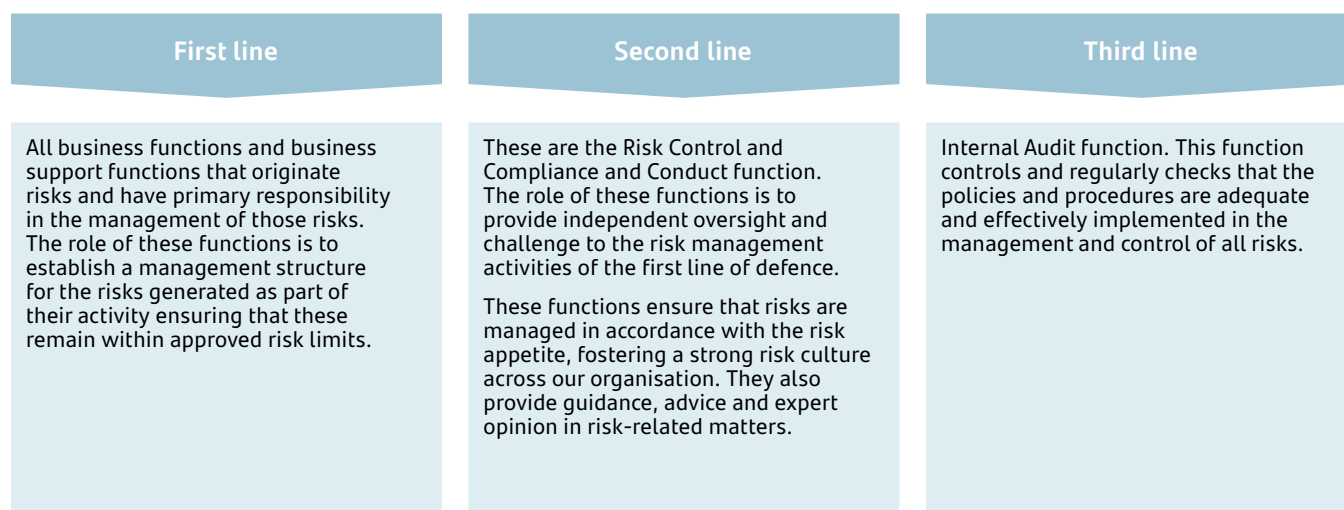 First line
All business functions and business
support functions that originate
risks and have primary responsibility
in the management of those risks.
The role of these functions is to
establish a management structure
for the risks generated as part of
their activity ensuring that these
remain within approved risk limits.
Second line
These are the Risk Control and
Compliance and Conduct function.
The role of these functions is to
provide independent oversight and
challenge to the risk management
activities of the first line of defence.
These functions ensure that risks are
managed in accordance with the risk
appetite, fostering a strong risk culture
across our organisation. They also
provide guidance, advice and expert
opinion in risk-related matters.
Third line
Internal Audit function. This function
controls and regularly checks that the
policies and procedures are adequate
and effectively implemented in the
management and control of all risks.